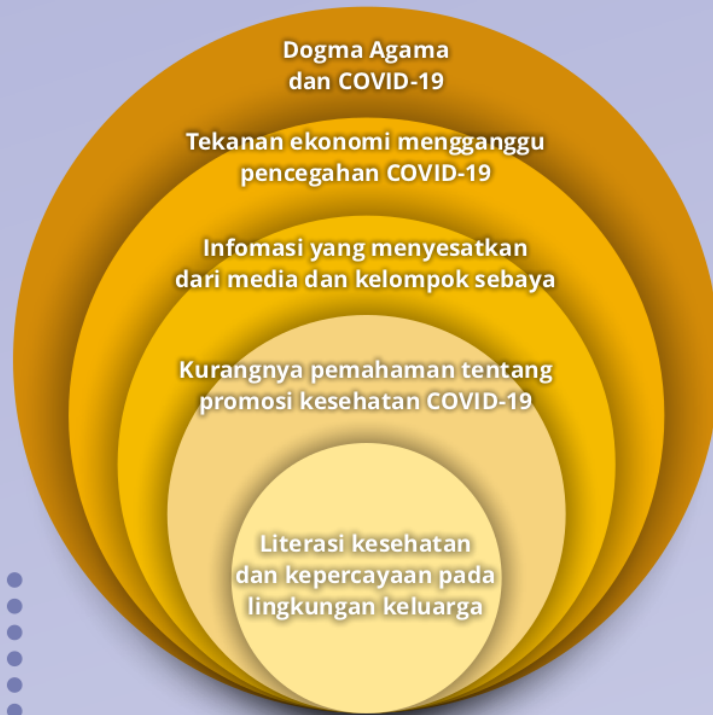 Dogma Agama
dan COVID-19
Tekanan ekonomi mengganggu
pencegahan COVID-19
Infomasi yang menyesatkan
dari media dan kelompok sebaya
Kurangnya pemahaman tentang
promosi kesehatan COVID-19
Literasi kesehatan
dan kepercayaan pada
lingkungan keluarga